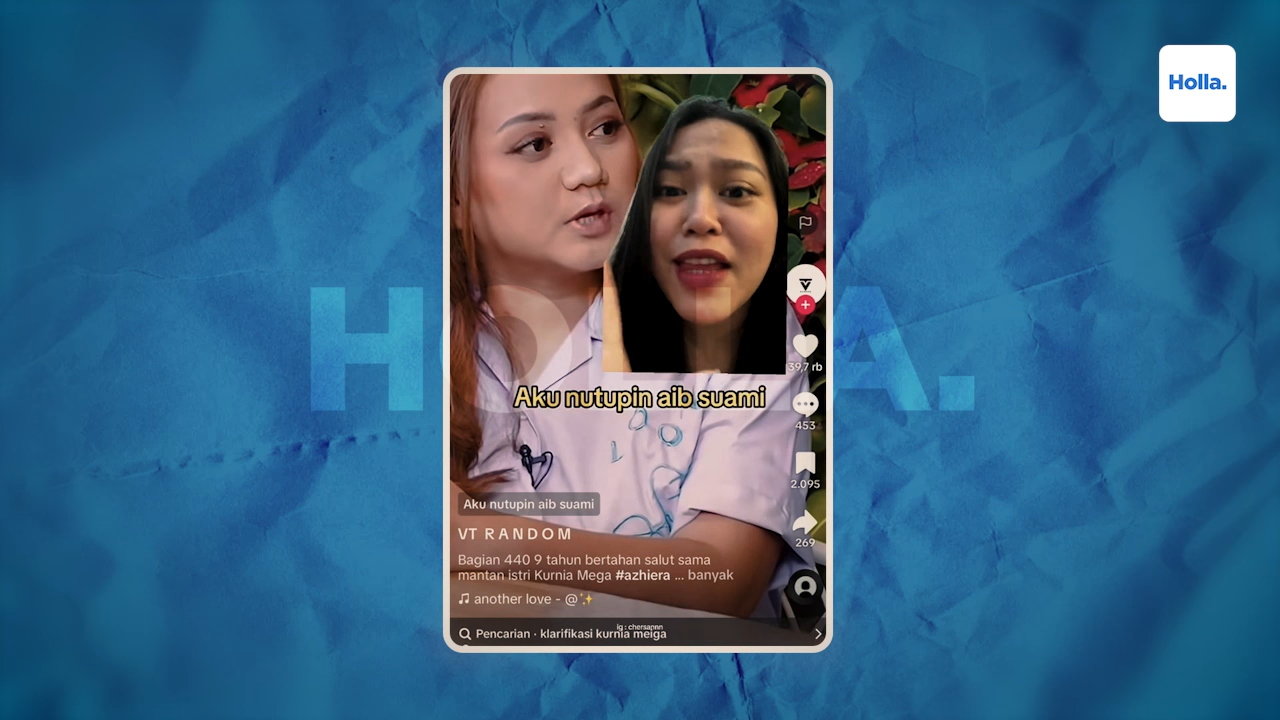 Holla.
HOLLA.
39,7 rb
Aku nutupin aib suami
453
2.095
Aku nutupin aib suami
VT RANDOM
269
Bagian 440 9 tahun bertahan salut sama
mantan istri Kurnia Mega #azhiera ... banyak
another love - @✨
ig : chersapnn
Pencarian · klarifikasi kurnia meiga